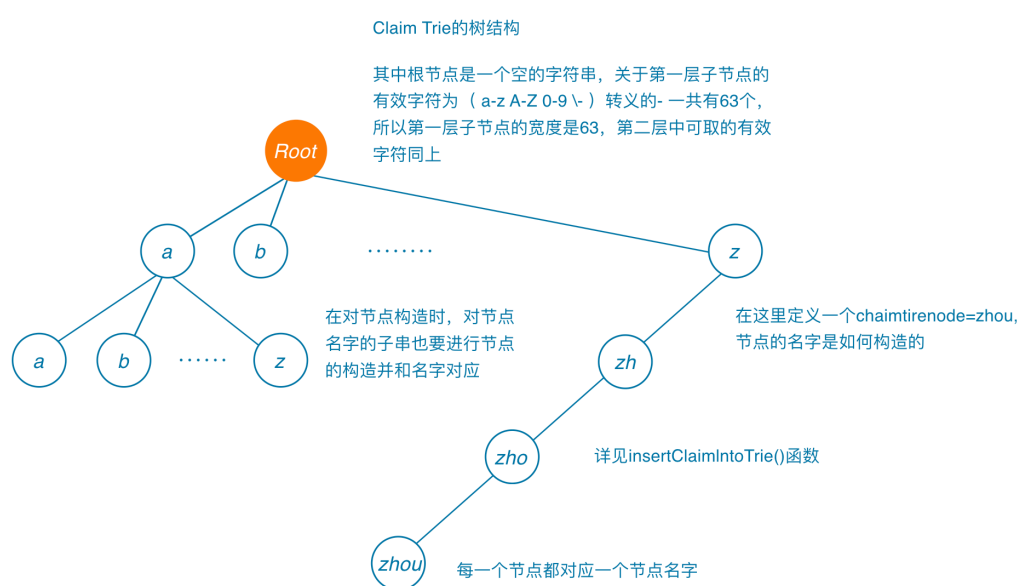 Claim Trie的树结构
其中根节点是一个空的字符串，关于第一层子节点的
有效字符为（ a-z A-Z 0-9 \- ）转义的- 一共有63个，
所以第一层子节点的宽度是63，第二层中可取的有效
字符同上
Root
a
b
········
z
在对节点构造时，对节点
名字的子串也要进行节点
的构造并和名字对应
在这里定义一个chaimtirenode=zhou,
节点的名字是如何构造的
a
b
······
z
zh
zho
详见insertClaimIntoTrie()函数
zhou
每一个节点都对应一个节点名字